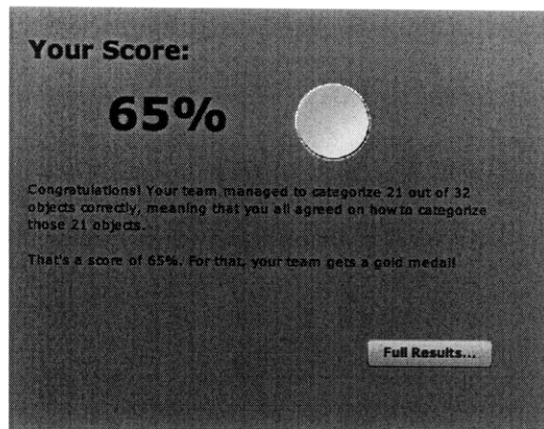 Your Score:
65%
Congratulations! Your team managed to categorize 21 out of 32
objects correctly, meaning that you all agreed on how to categorize
those 21 objects.
That's a score of 65%. For that, your team gets a gold medal!
Full Results...